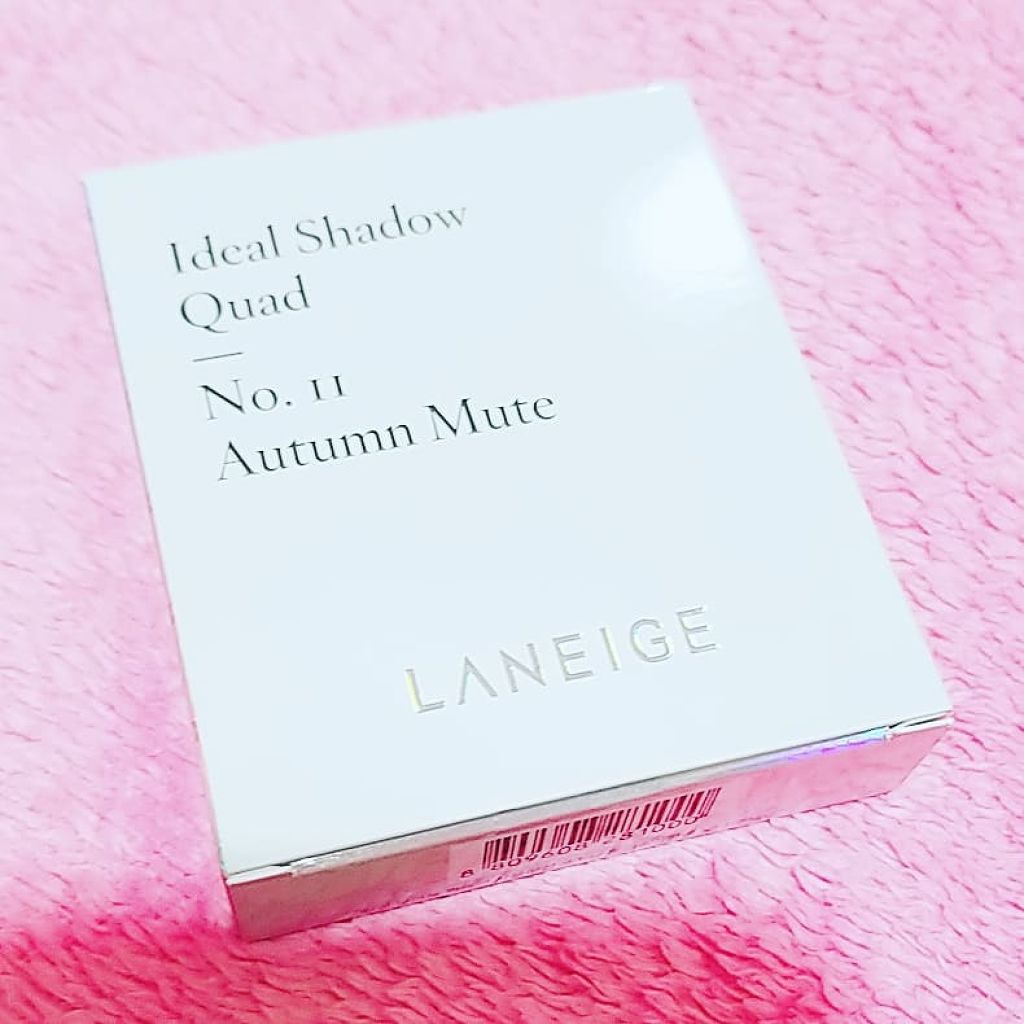 Ideal Shadow
Quad
No. 11
Autumn Mute
LANEIGE